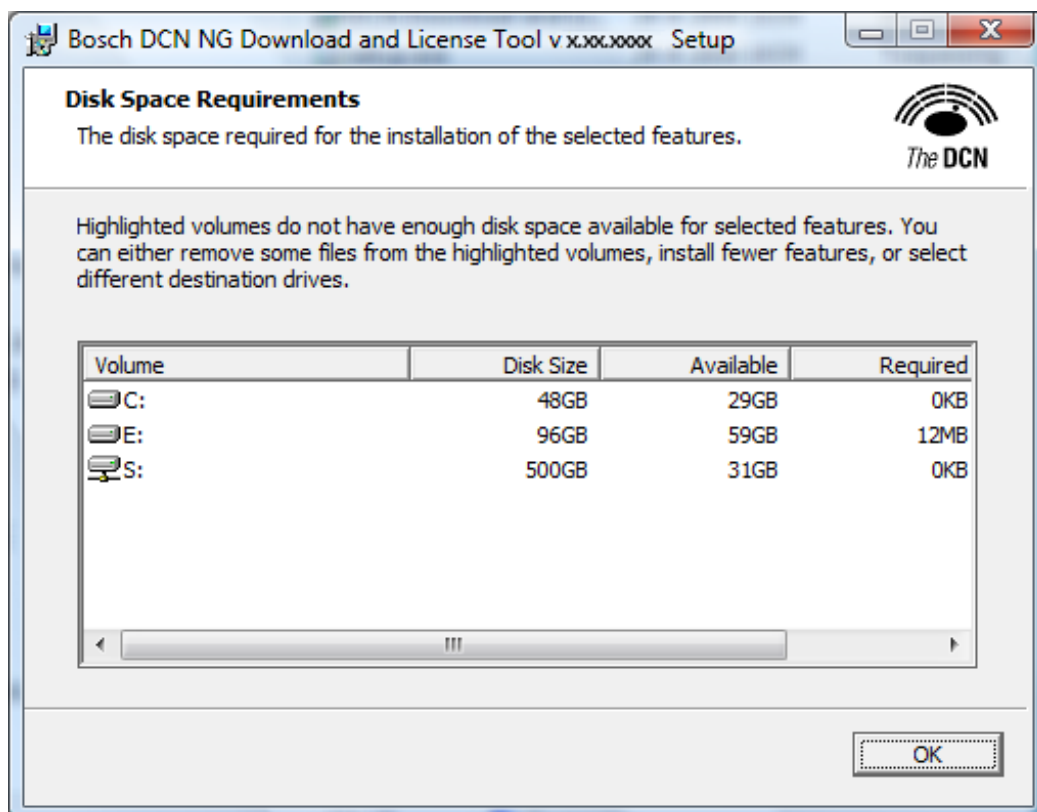 Bosch DCN NG Download and License Tool v x.xx.xxxx Setup
Disk Space Requirements
The disk space required for the installation of the selected features.
The DCN
Highlighted volumes do not have enough disk space available for selected features. You
can either remove some files from the highlighted volumes, install fewer features, or select
different destination drives.
Volume Disk Size Available Required
C: 48GB 29GB 0KB
E: 96GB 59GB 12MB
S: 500GB 31GB 0KB
OK